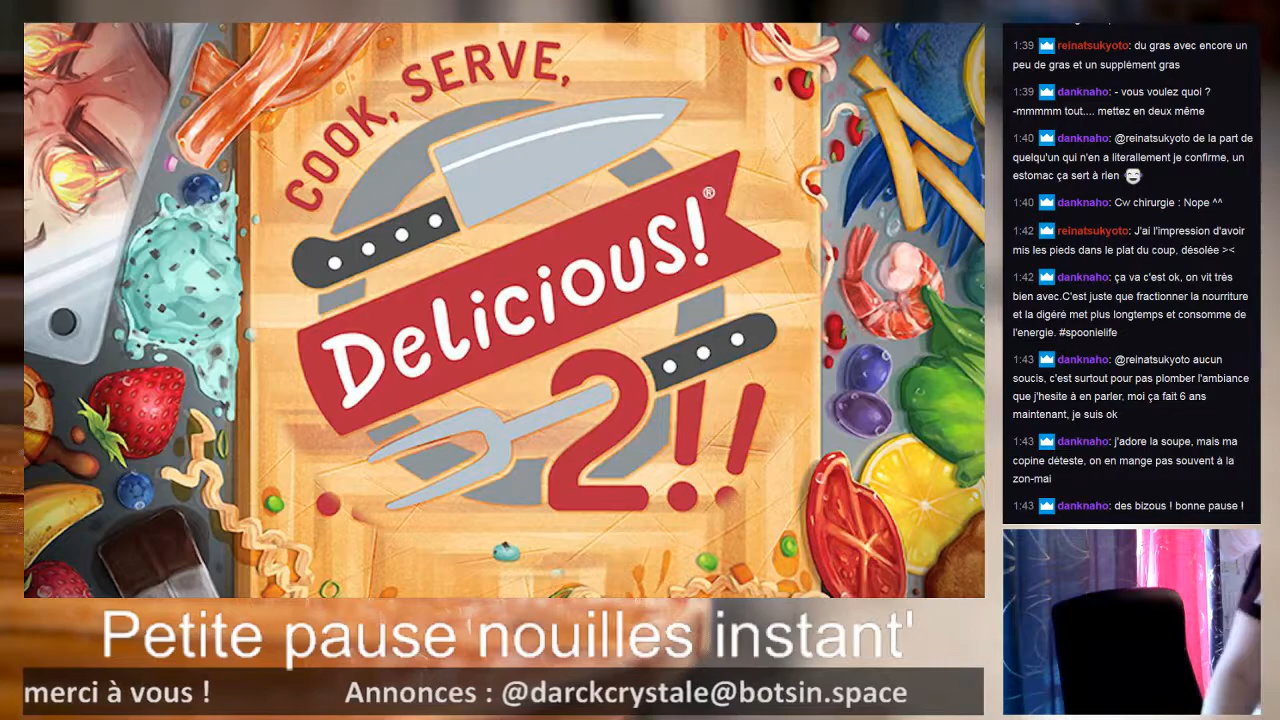 COOK, SERVE,
DeLiCiOUS!®
2!!
1:39 reinatsukyoto: du gras avec encore un
peu de gras et un supplément gras
1:39 danknaho: - vous voulez quoi ?
-mmmmm tout.... mettez en deux même
1:40 danknaho: @reinatsukyoto de la part de
quelqu'un qui n'en a literallement je confirme, un
estomac ça sert à rien
1:40 danknaho: Cw chirurgie : Nope ^^
1:42 reinatsukyoto: J'ai l'impression d'avoir
mis les pieds dans le plat du coup, désolée ><
1:42 danknaho: ça va c'est ok, on vit très
bien avec.C'est juste que fractionner la nourriture
et la digéré met plus longtemps et consomme de
l'energie. #spoonielife
1:43 danknaho: @reinatsukyoto aucun
soucis, c'est surtout pour pas plomber l'ambiance
que j'hesite à en parler, moi ça fait 6 ans
maintenant, je suis ok
1:43 danknaho: j'adore la soupe, mais ma
copine déteste, on en mange pas souvent à la
zon-mai
1:43 danknaho: des bizous ! bonne pause !
Petite pause nouilles instant'
merci à vous ! Annonces : @darckcrystale@botsin.space